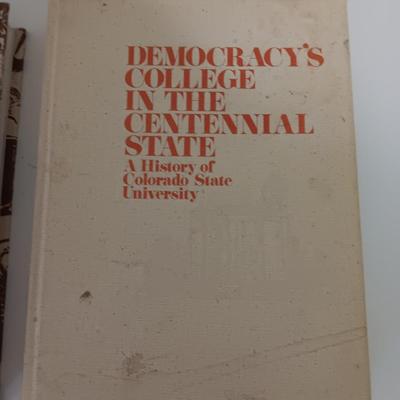 DEMOCRACY'S
COLLEGE
IN THE
CENTENNIAL
STATE
A History of
Colorado State
University